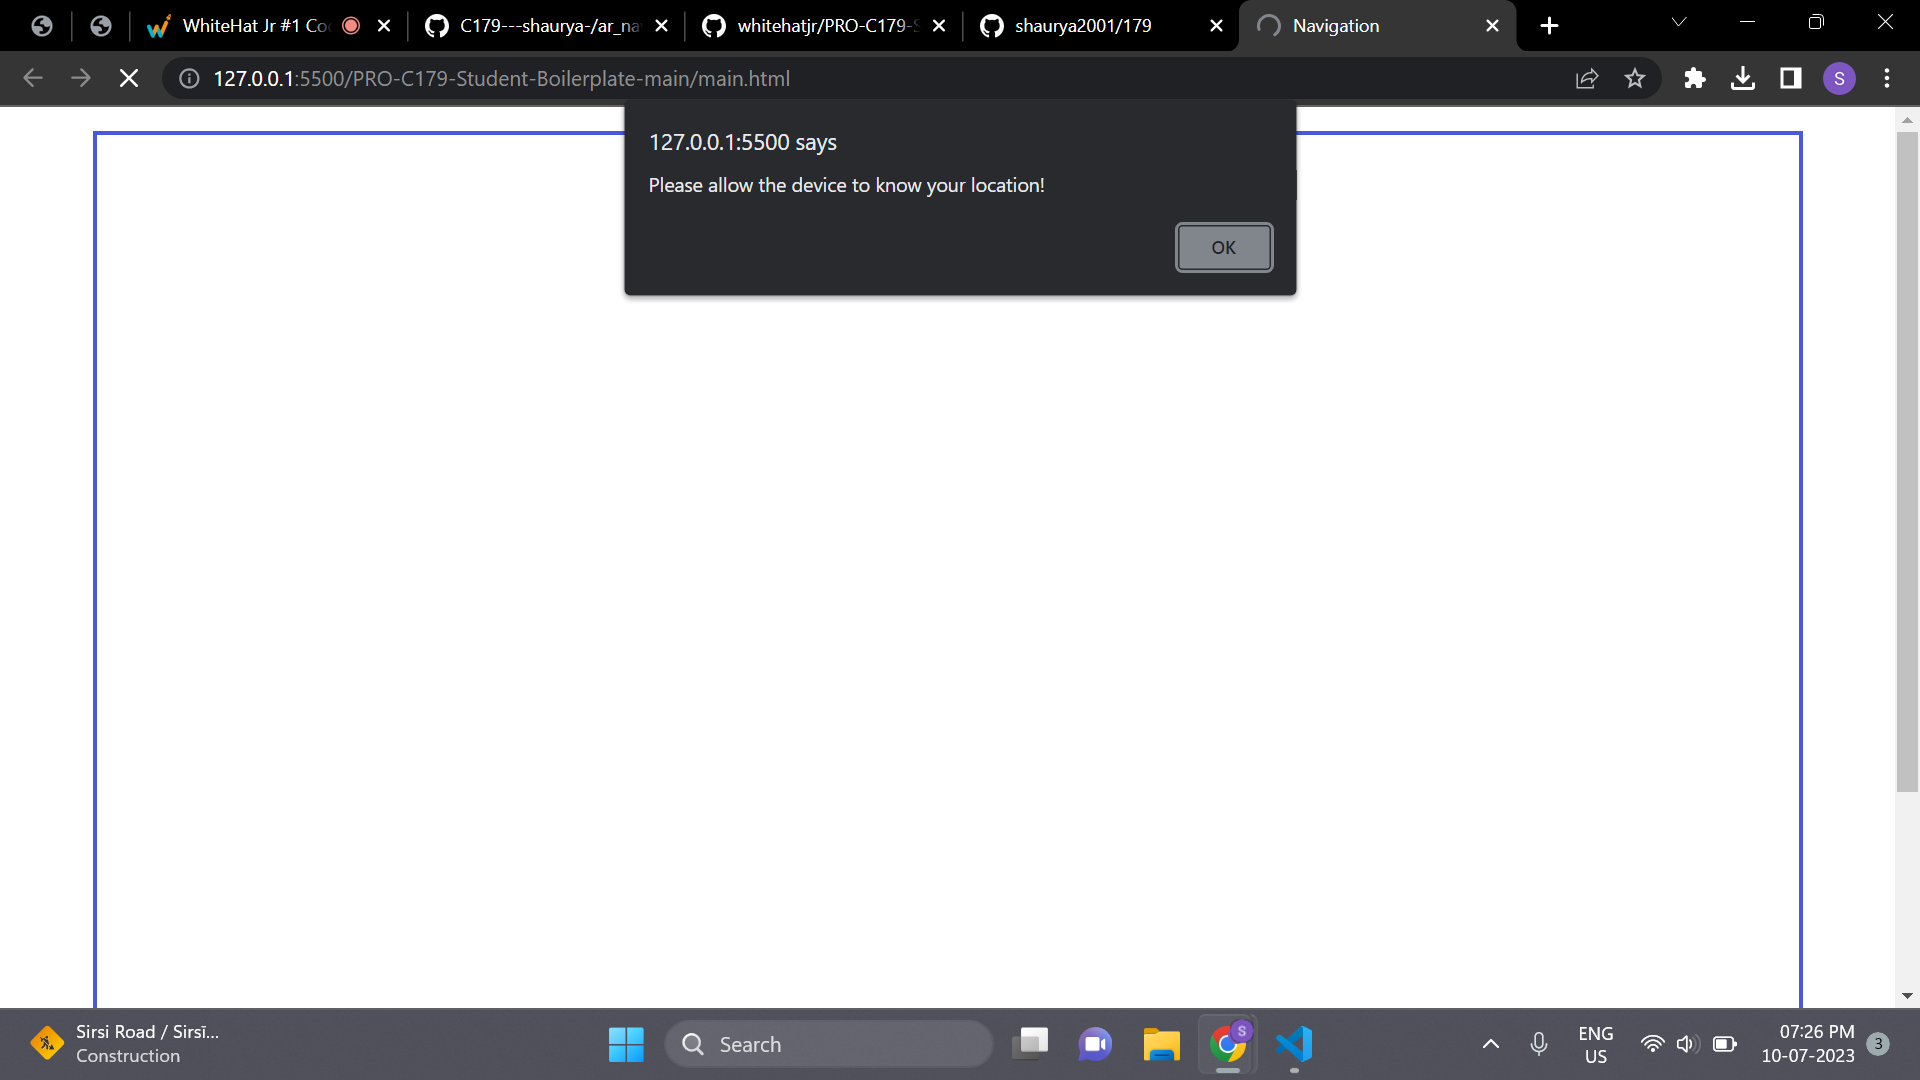 WhiteHat Jr #1 Co
C179---shaurya-/ar_na
whitehatjr/PRO-C179-S
shaurya2001/179
Navigation
127.0.0.1:5500/PRO-C179-Student-Boilerplate-main/main.html
S
127.0.0.1:5500 says
Please allow the device to know your location!
OK
Sirsi Road / Sirsī...
Construction
Search
S
ENG
US
07:26 PM
10-07-2023
3